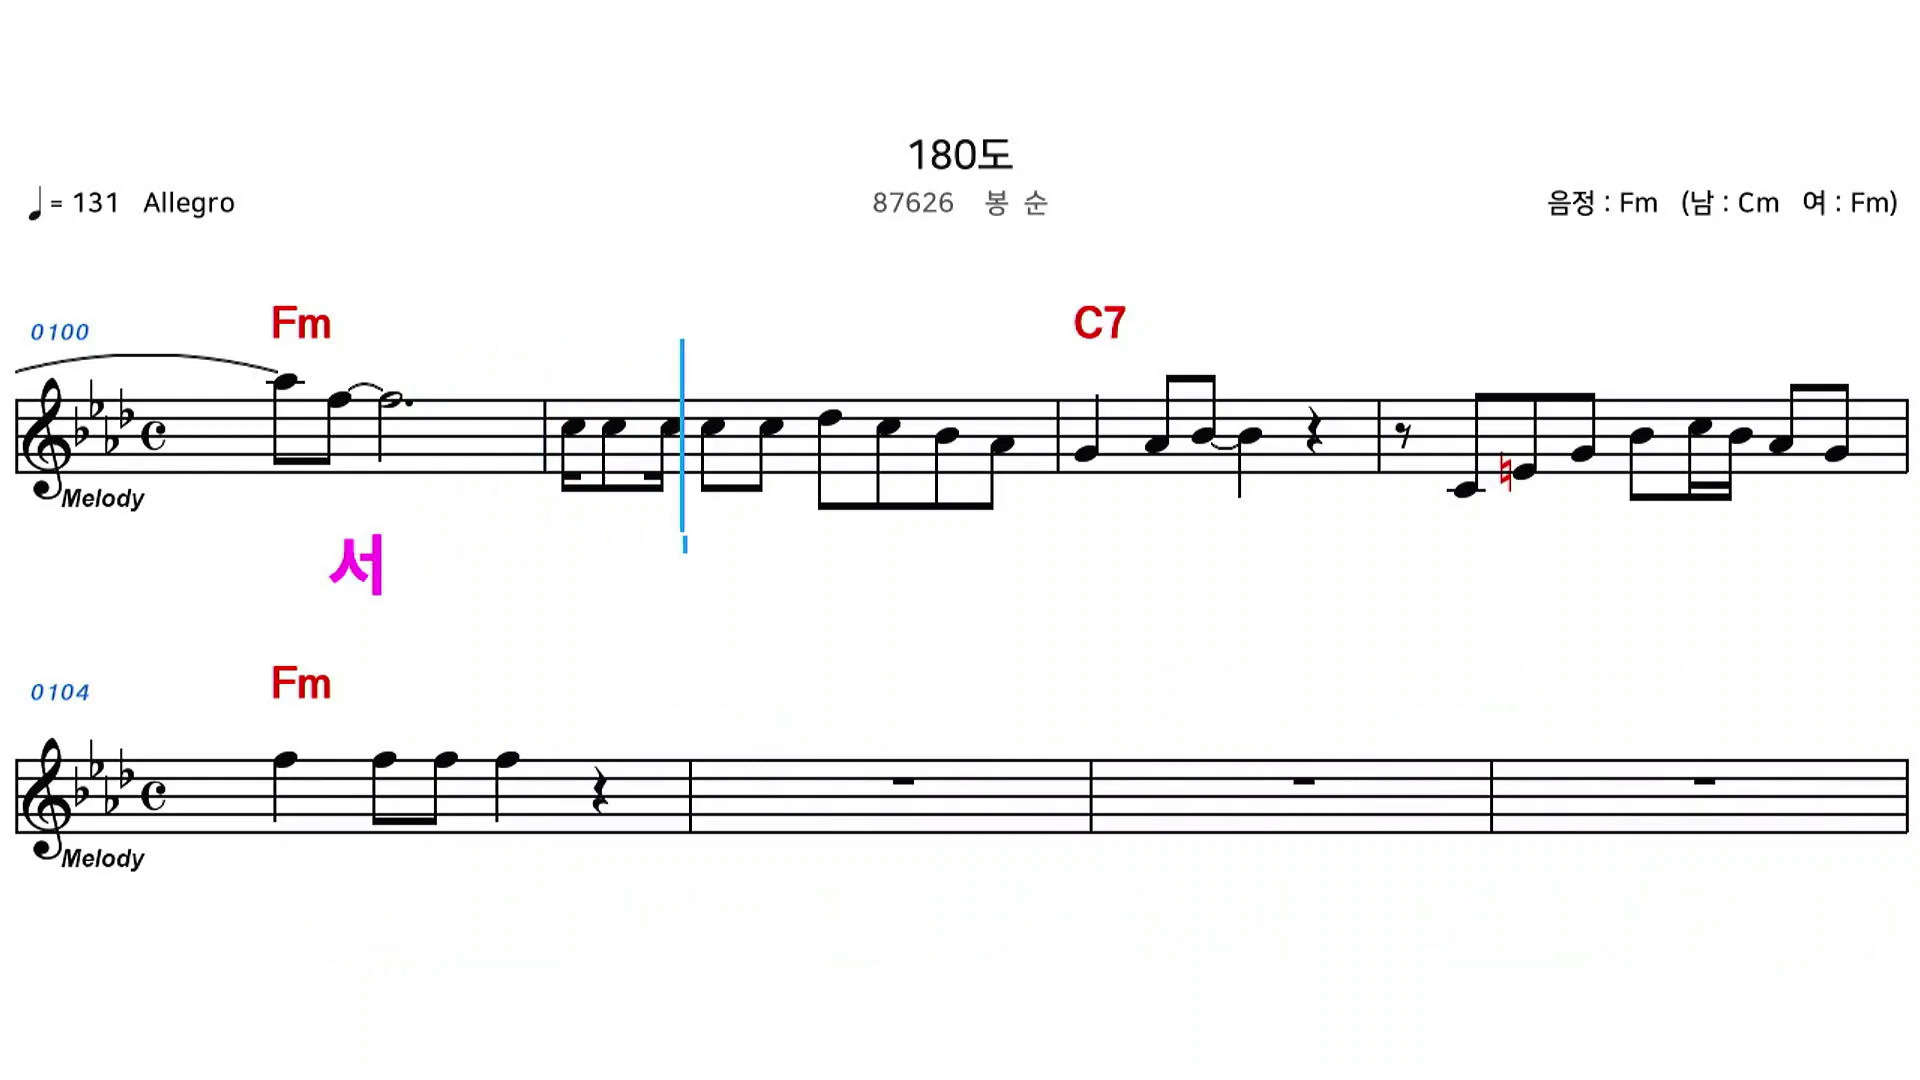 180도
♩= 131 Allegro 87626 봉 순 음정 : Fm (남 : Cm 여 : Fm)
0100 Fm C7
Melody
서
0104 Fm
Melody